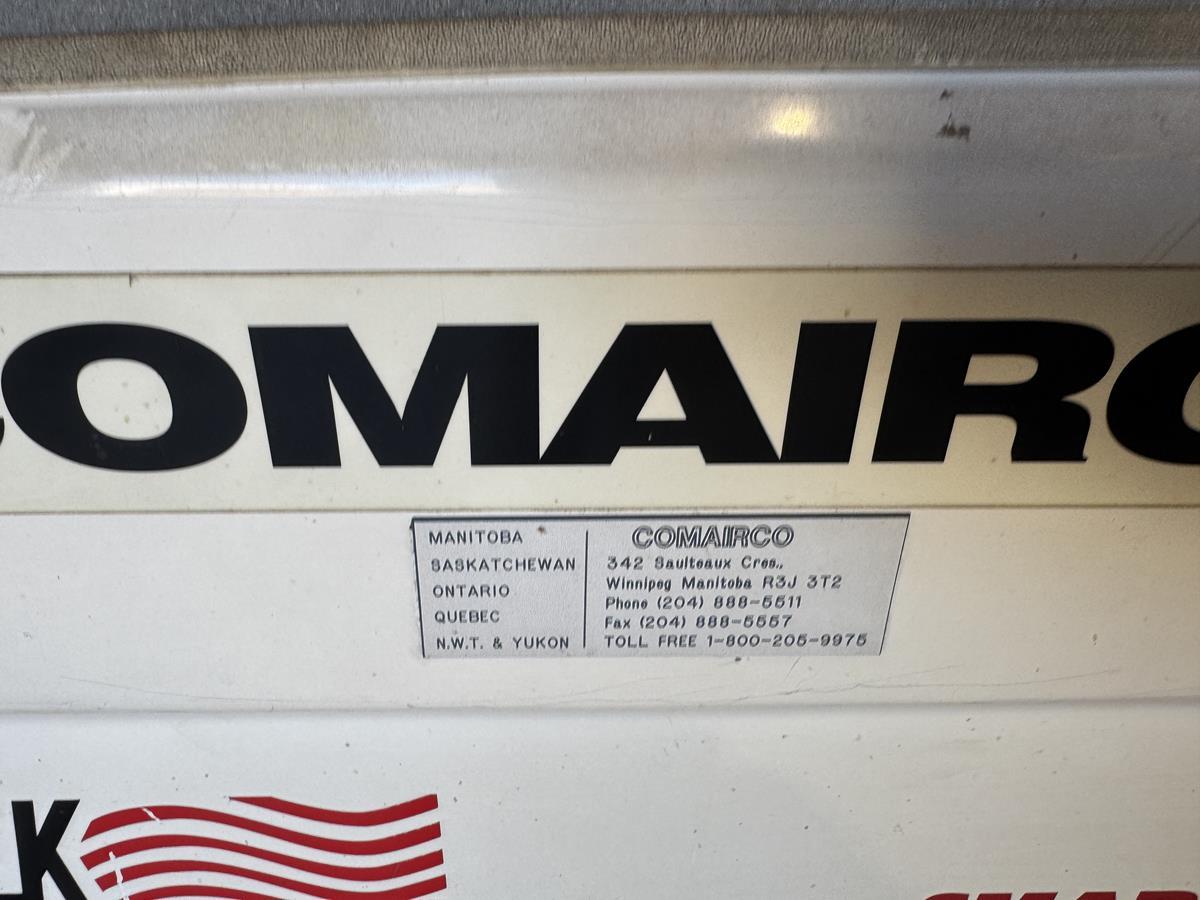 COMAIRCO
MANITOBA
SASKATCHEWAN
ONTARIO
QUEBEC
N.W.T. & YUKON
COMAIRCO
342 Saulteaux Cres.,
Winnipeg Manitoba R3J 3T2
Phone (204) 888-5511
Fax (204) 888-5557
TOLL FREE 1-800-205-9975
K